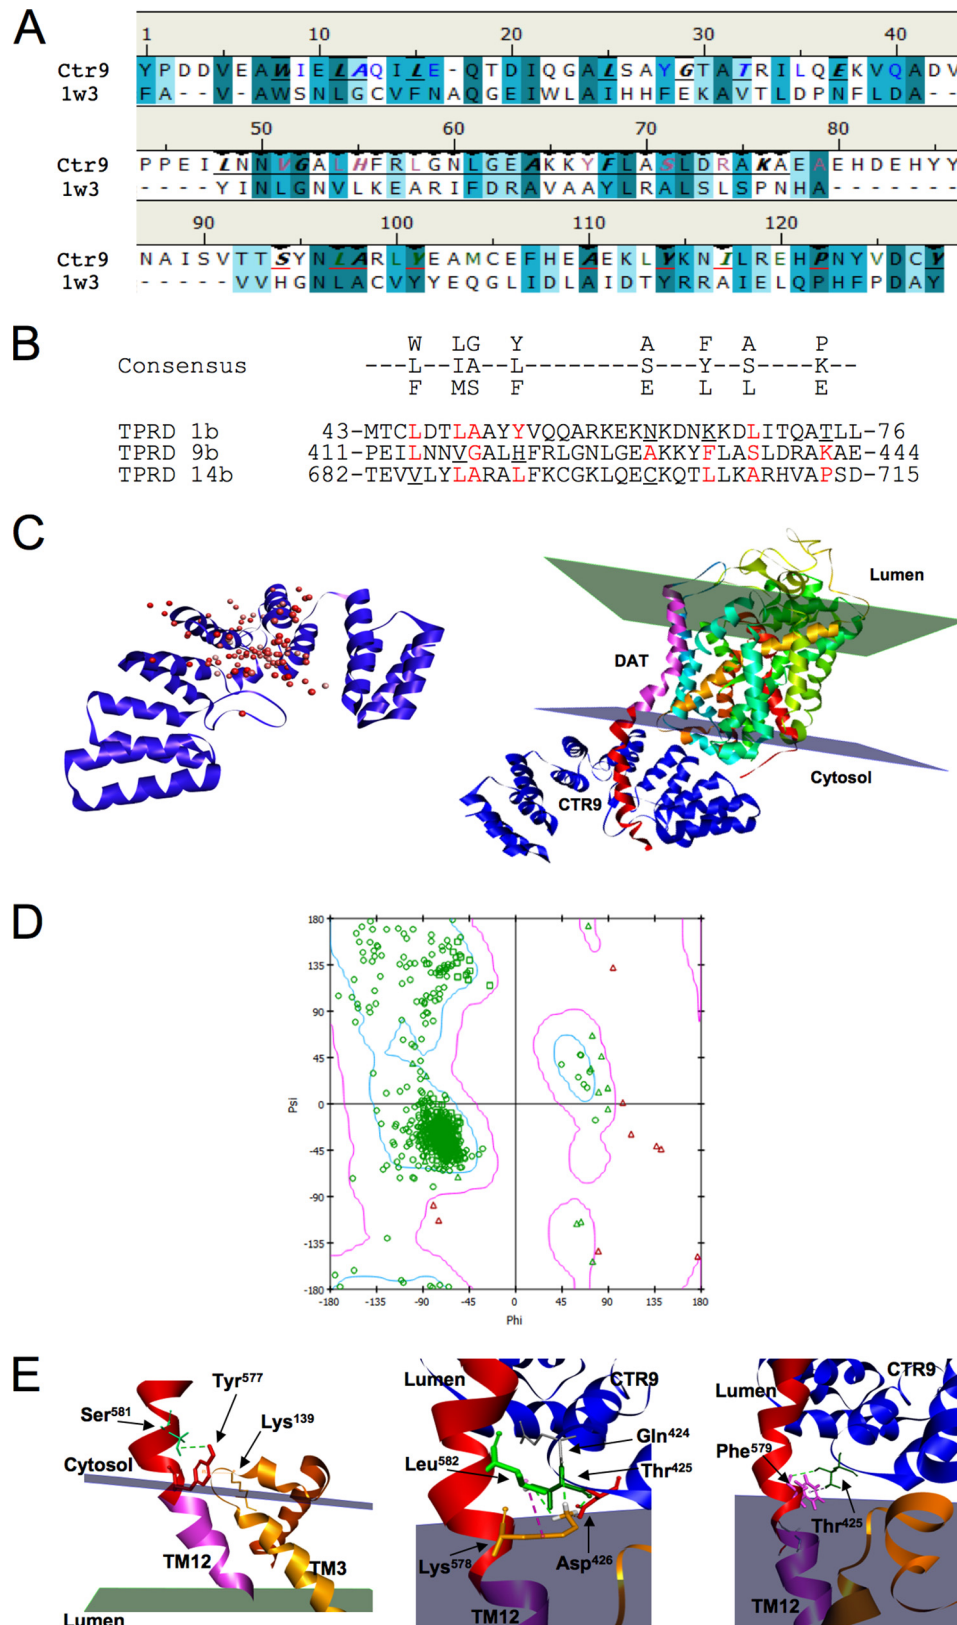 A
1 10 20 30 40
Ctr9 YPDDVEAWIELAQILE-QTDIQGALSAYGTATRILQEKVQADV
1w3 FA--V-AWSNLGCVFNAQGEIWLAIHHFEKAVTLDPNFLDA--
50 60 70 80
Ctr9 PPEILNNVGALHFRLGNLGEAKKYFLASLDRAKAEAEHDEHYY
1w3 ----YINLGNVLKEARIFDRAVAAYLRALSLSPNHA-------
90 100 110 120
Ctr9 NAISVTTSYNLARLYEAMCEFHEAEKLYKNILREHPNYVDCY
1w3 -----VVHGNLACVYYEQGLIDLAIDTYRRAIELQPHFPDAY
B
W LG Y A F A P
Consensus ---L-IA--L---------S--Y--S---K--
F MS F E L L E
TPRD 1b 43-MTCLDTLAAYYVQQARKEKNKDNKKDLITQATLL-76
TPRD 9b 411-PEILNNVGALHFRLGNLGEAKKYFLASLDRAKAE-444
TPRD 14b 682-TEVVLYLARALFKCGKLQECKQTLLKARHVAPSD-715
C
Lumen
DAT
Cytosol
CTR9
D
180
135
90
45
0
-45
-90
-135
-180
Psi
-180 -135 -90 -45 0 45 90 135 180
Phi
E
Tyr577
Ser581
Lys139
Cytosol
TM12
TM3
Lumen
Lumen
CTR9
Gln424
Thr425
Leu582
Lys578
Asp426
TM12
Lumen
CTR9
Phe579
Thr425
TM12